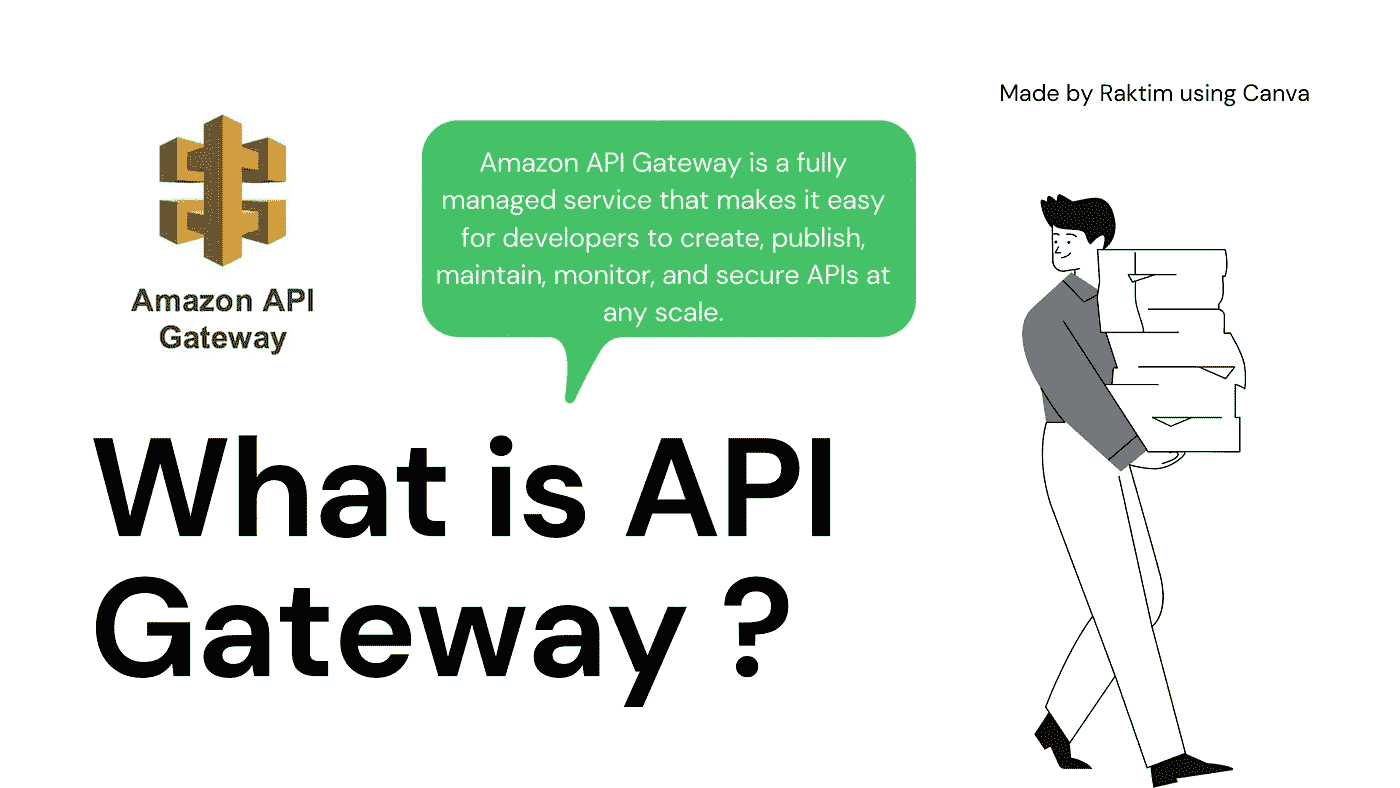 Made by Raktim using Canva
Amazon API
Gateway
Amazon API Gateway is a fully
managed service that makes it easy
for developers to create, publish,
maintain, monitor, and secure APIs at
any scale.
What is API
Gateway ?